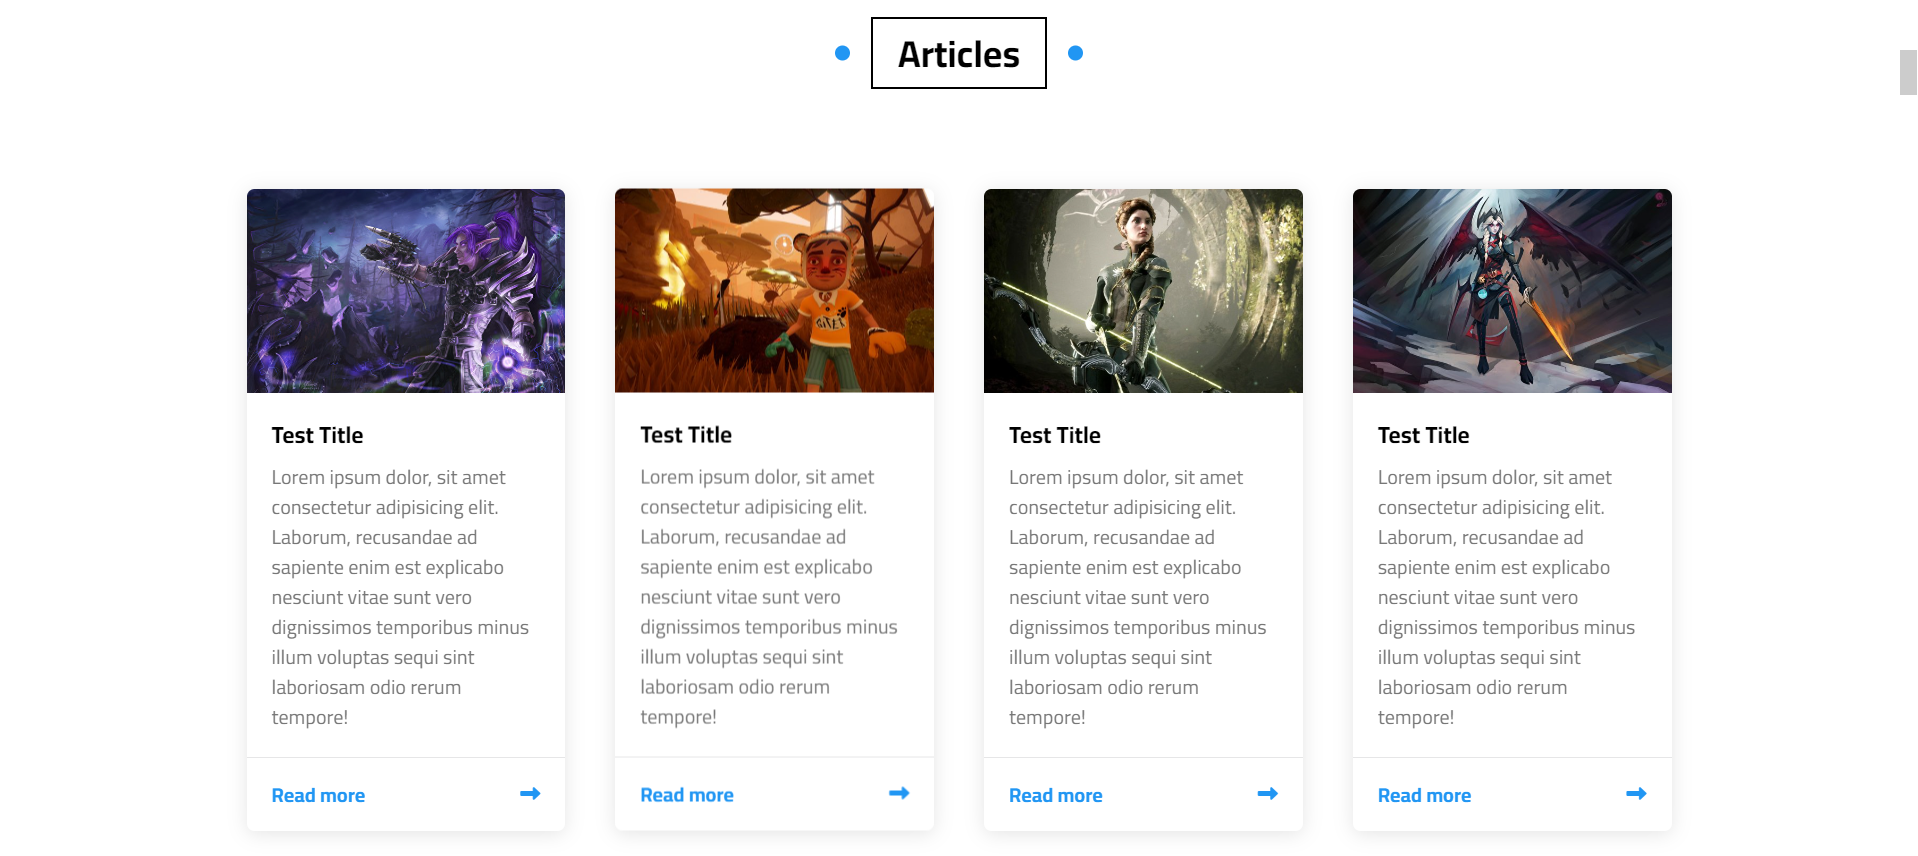 Articles
Test Title
Lorem ipsum dolor, sit amet
consectetur adipisicing elit.
Laborum, recusandae ad
sapiente enim est explicabo
nesciunt vitae sunt vero
dignissimos temporibus minus
illum voluptas sequi sint
laboriosam odio rerum
tempore!
Read more
Test Title
Lorem ipsum dolor, sit amet
consectetur adipisicing elit.
Laborum, recusandae ad
sapiente enim est explicabo
nesciunt vitae sunt vero
dignissimos temporibus minus
illum voluptas sequi sint
laboriosam odio rerum
tempore!
Read more
Test Title
Lorem ipsum dolor, sit amet
consectetur adipisicing elit.
Laborum, recusandae ad
sapiente enim est explicabo
nesciunt vitae sunt vero
dignissimos temporibus minus
illum voluptas sequi sint
laboriosam odio rerum
tempore!
Read more
Test Title
Lorem ipsum dolor, sit amet
consectetur adipisicing elit.
Laborum, recusandae ad
sapiente enim est explicabo
nesciunt vitae sunt vero
dignissimos temporibus minus
illum voluptas sequi sint
laboriosam odio rerum
tempore!
Read more